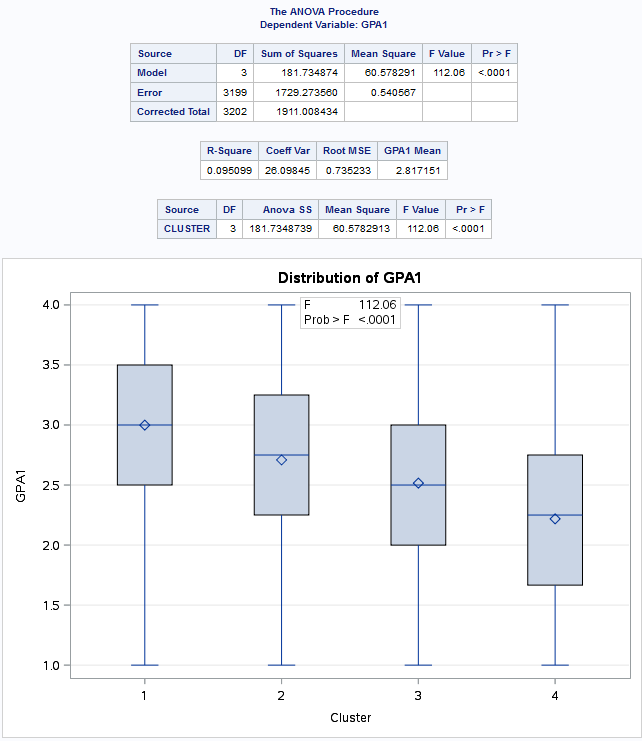 The ANOVA Procedure
Dependent Variable: GPA1
Source DF Sum of Squares Mean Square F Value Pr > F
Model 3 181.734874 60.578291 112.06 <.0001
Error 3199 1729.273560 0.540567
Corrected Total 3202 1911.008434
R-Square Coeff Var Root MSE GPA1 Mean
0.095099 26.09845 0.735233 2.817151
Source DF Anova SS Mean Square F Value Pr > F
CLUSTER 3 181.7348739 60.5782913 112.06 <.0001
Distribution of GPA1
F 112.06
Prob > F <.0001
4.0
3.5
3.0
2.5
2.0
1.5
1.0
GPA1
1 2 3 4
Cluster